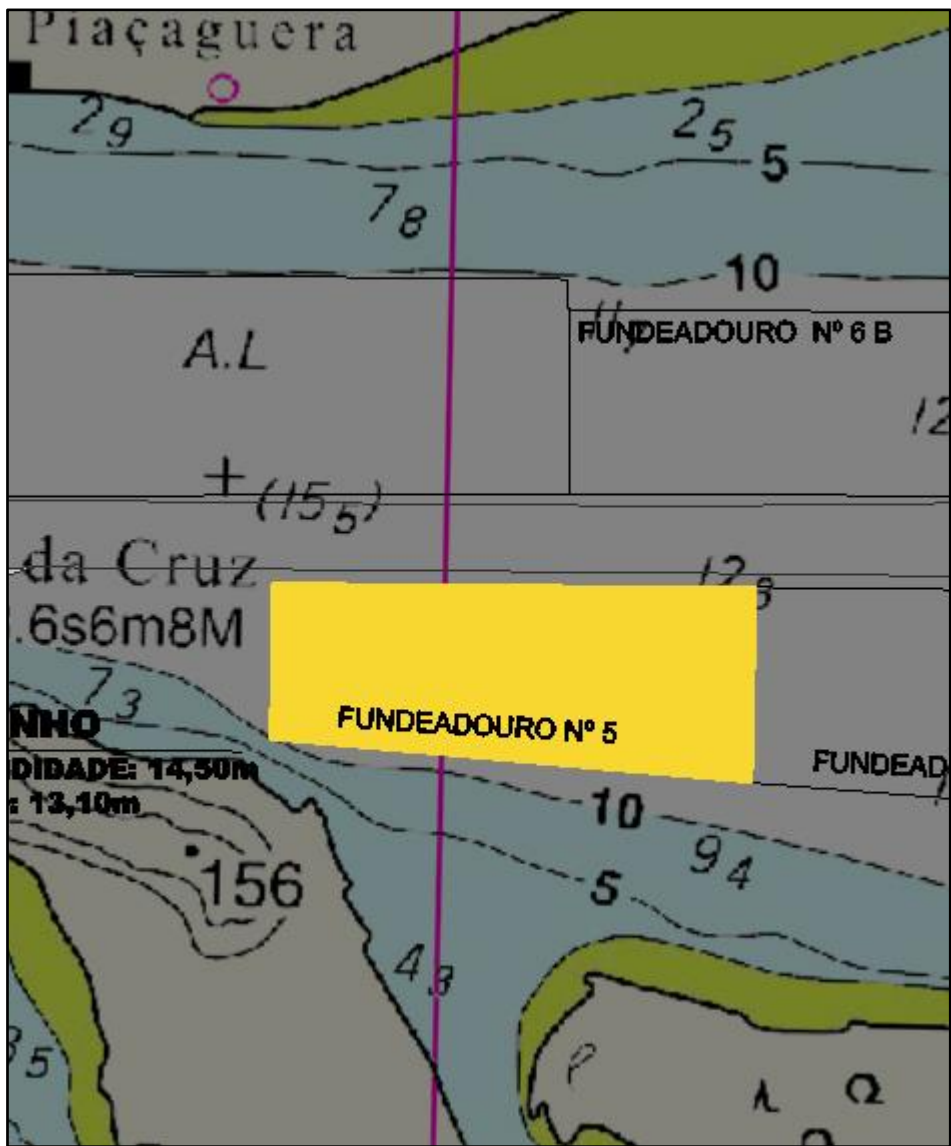 Piaçaguera
2₉
2₅
5
7₈
10
FUNDEADOURO Nº 6 B
A.L
12
(15₅)
da Cruz
12₈
.6s6m8M
7₃
NHO
FUNDEADOURO Nº 5
DIDADE: 14,50m
FUNDEAD
: 13,10m
10
9₄
156
5
4₃
5